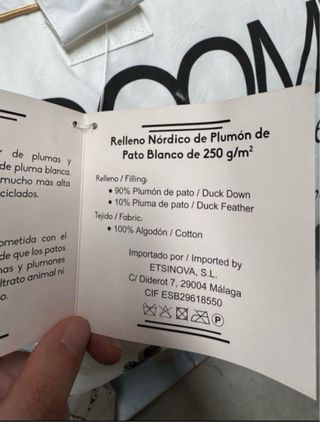 OOM
r de plumas y
de pluma blanca.
mucho mas alta
ciclados.
ometida con el
de que los patos
as y plumones
ltrato animal ni
o.
Relleno Nórdico de Plumón de
Pato Blanco de 250 g/m²
Relleno / Filling:
• 90% Plumón de pato / Duck Down
• 10% Pluma de pato / Duck Feather
Tejido / Fabric:
• 100% Algodón / Cotton
Importado por / Imported by
ETSINOVA, S.L.
C/ Diderot 7, 29004 Málaga
CIF ESB29618550
P